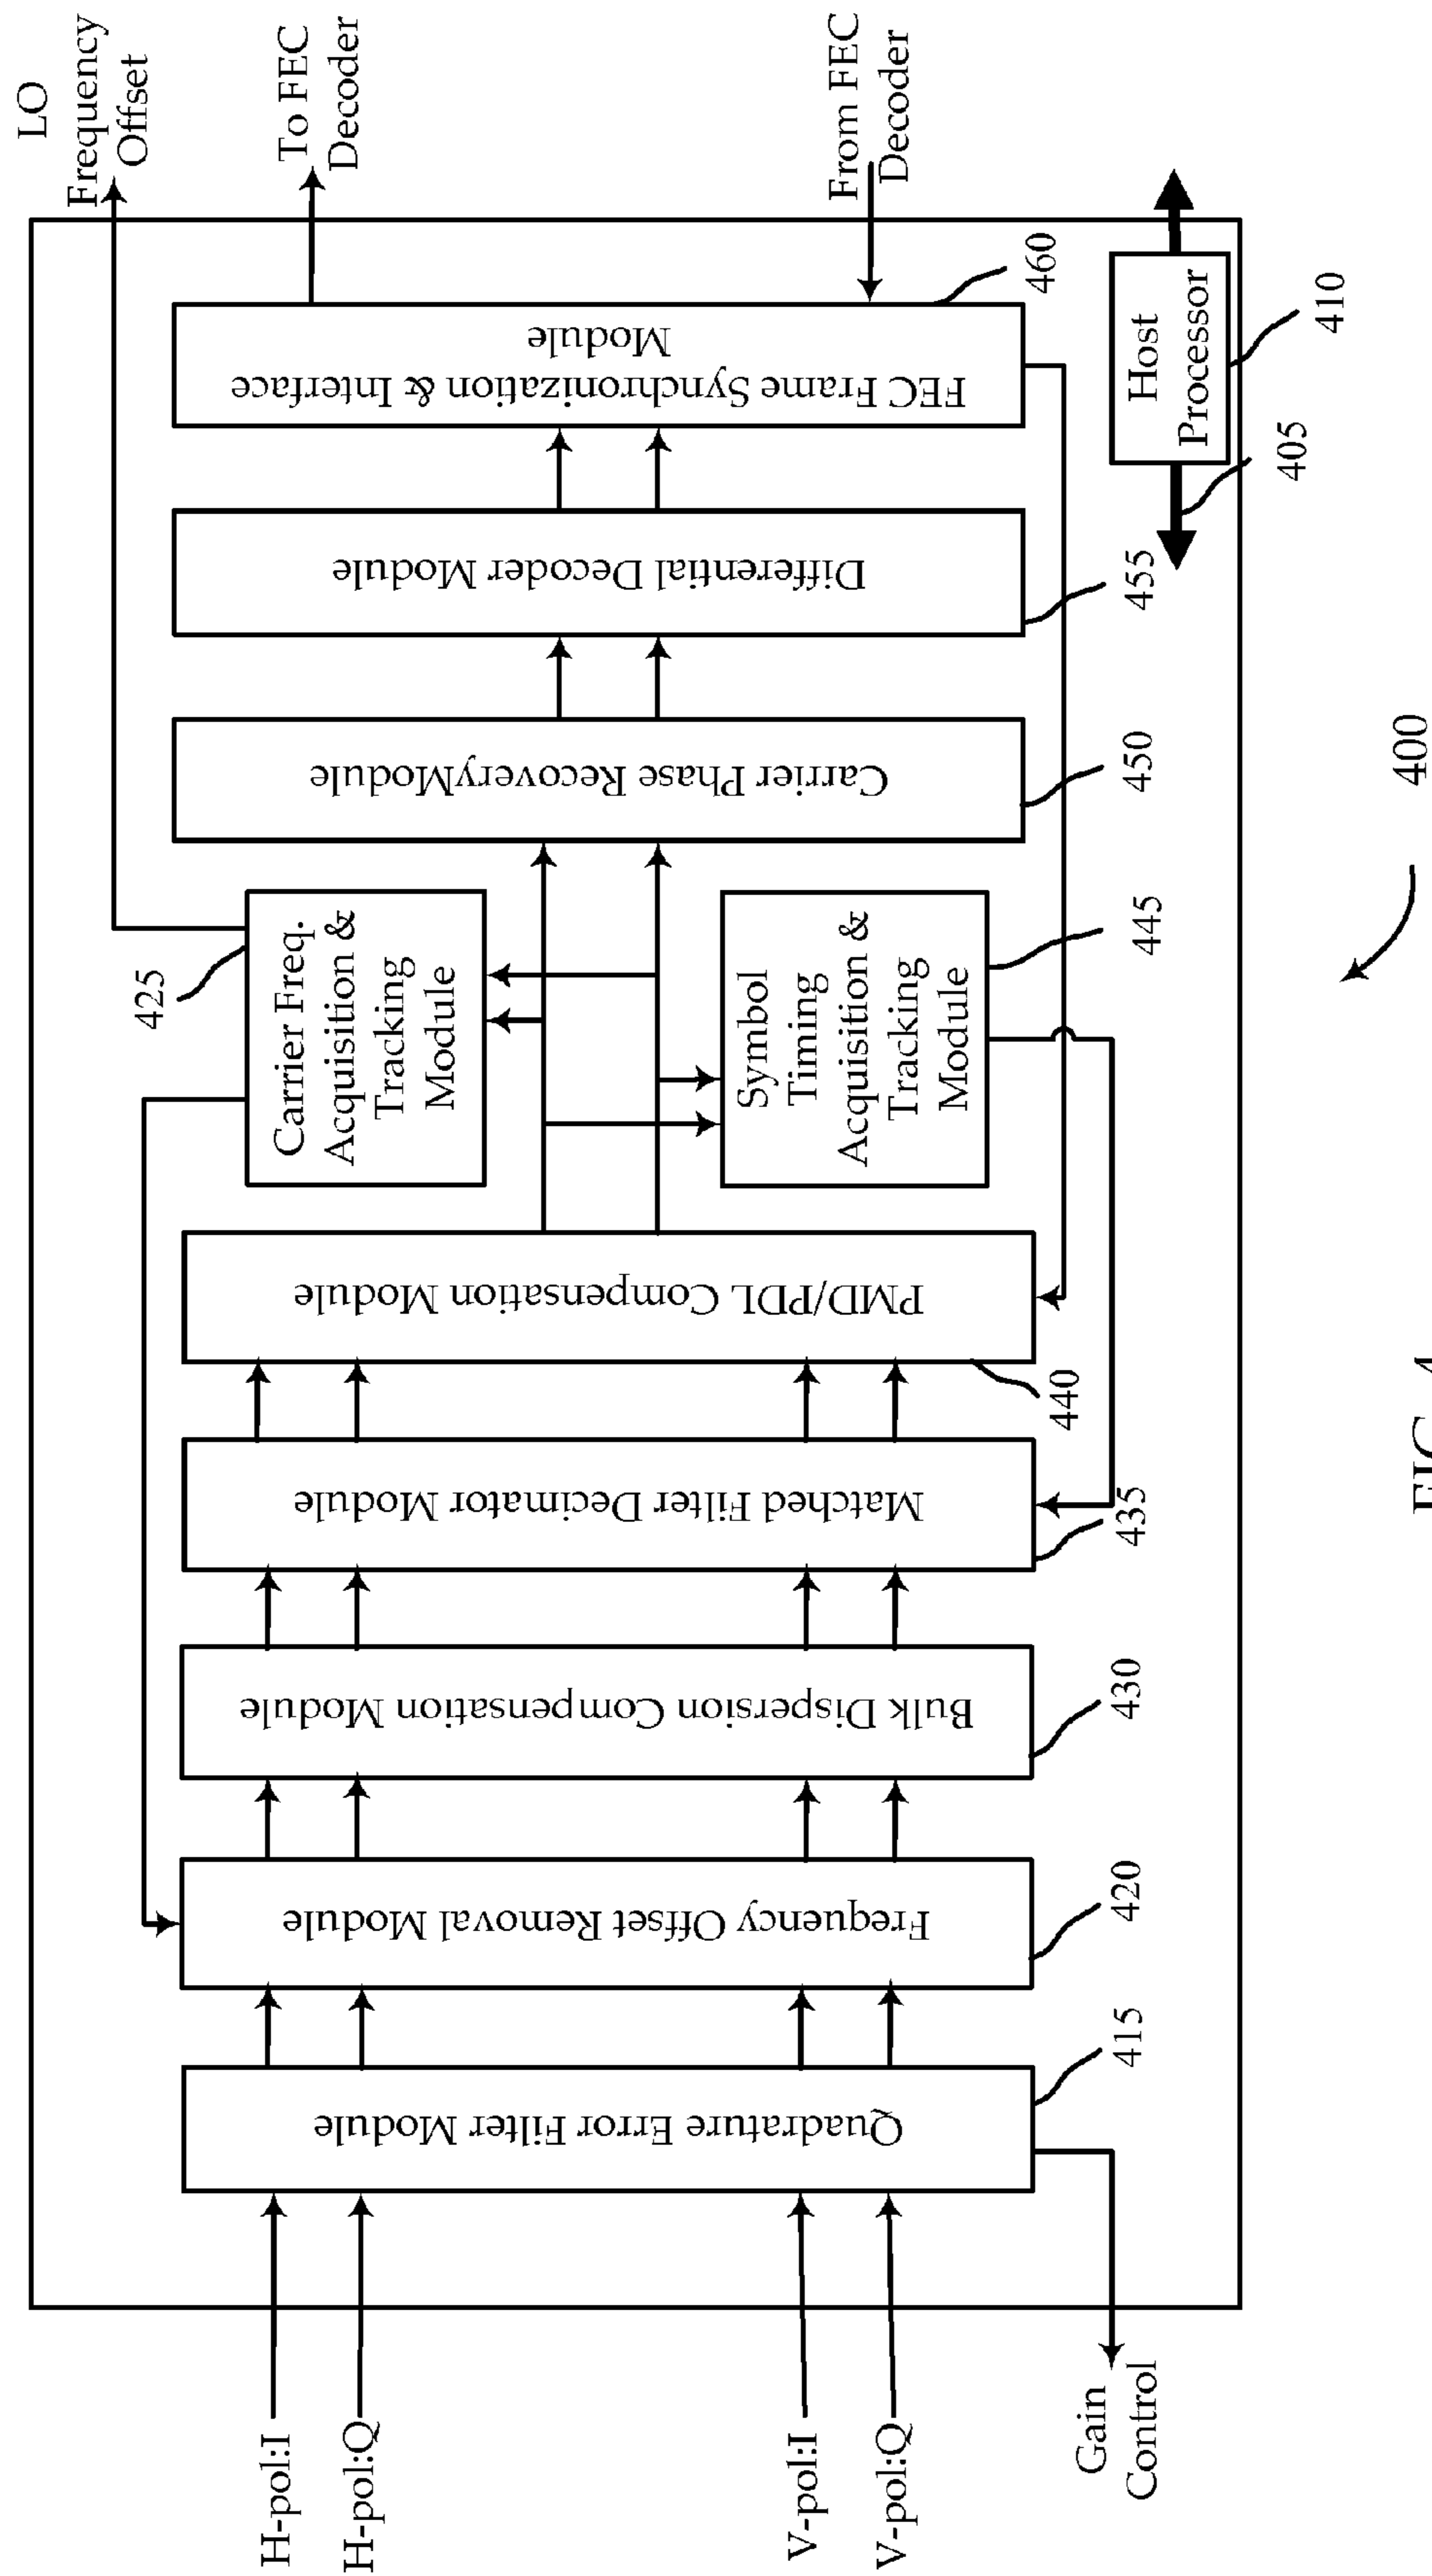 LO
Frequency
Offset
To FEC
Decoder
From FEC
Decoder
H-pol:I
H-pol:Q
V-pol:I
V-pol:Q
Gain
Control
Quadrature Error Filter Module
415
Frequency Offset Removal Module
420
Bulk Dispersion Compensation Module
430
Matched Filter Decimator Module
435
PMD/PDL Compensation Module
440
Carrier Freq.
Acquisition &
Tracking
Module
425
Symbol
Timing
Acquisition &
Tracking
Module
445
Carrier Phase RecoveryModule
450
Differential Decoder Module
455
FEC Frame Synchronization & Interface
Module
460
Host
Processor
410
405
400